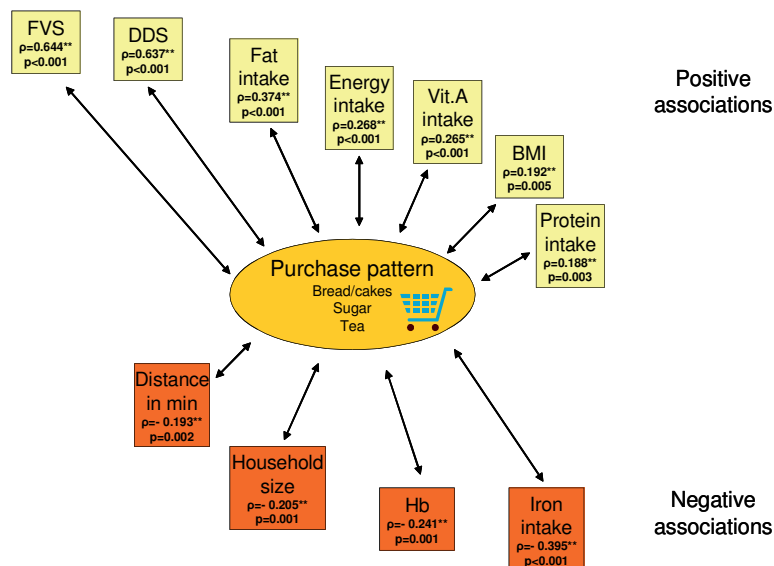 FVS
ρ=0.644**
p<0.001
DDS
ρ=0.637**
p<0.001
Fat
intake
ρ=0.374**
p<0.001
Energy
intake
ρ=0.268**
p<0.001
Vit.A
intake
ρ=0.265**
p<0.001
BMI
ρ=0.192**
p=0.005
Protein
intake
ρ=0.188**
p=0.003
Positive
associations
Purchase pattern
Bread/cakes
Sugar
Tea
Distance
in min
ρ=- 0.193**
p=0.002
Household
size
ρ=- 0.205**
p=0.001
Hb
ρ=- 0.241**
p=0.001
Iron
intake
ρ=- 0.395**
p<0.001
Negative
associations